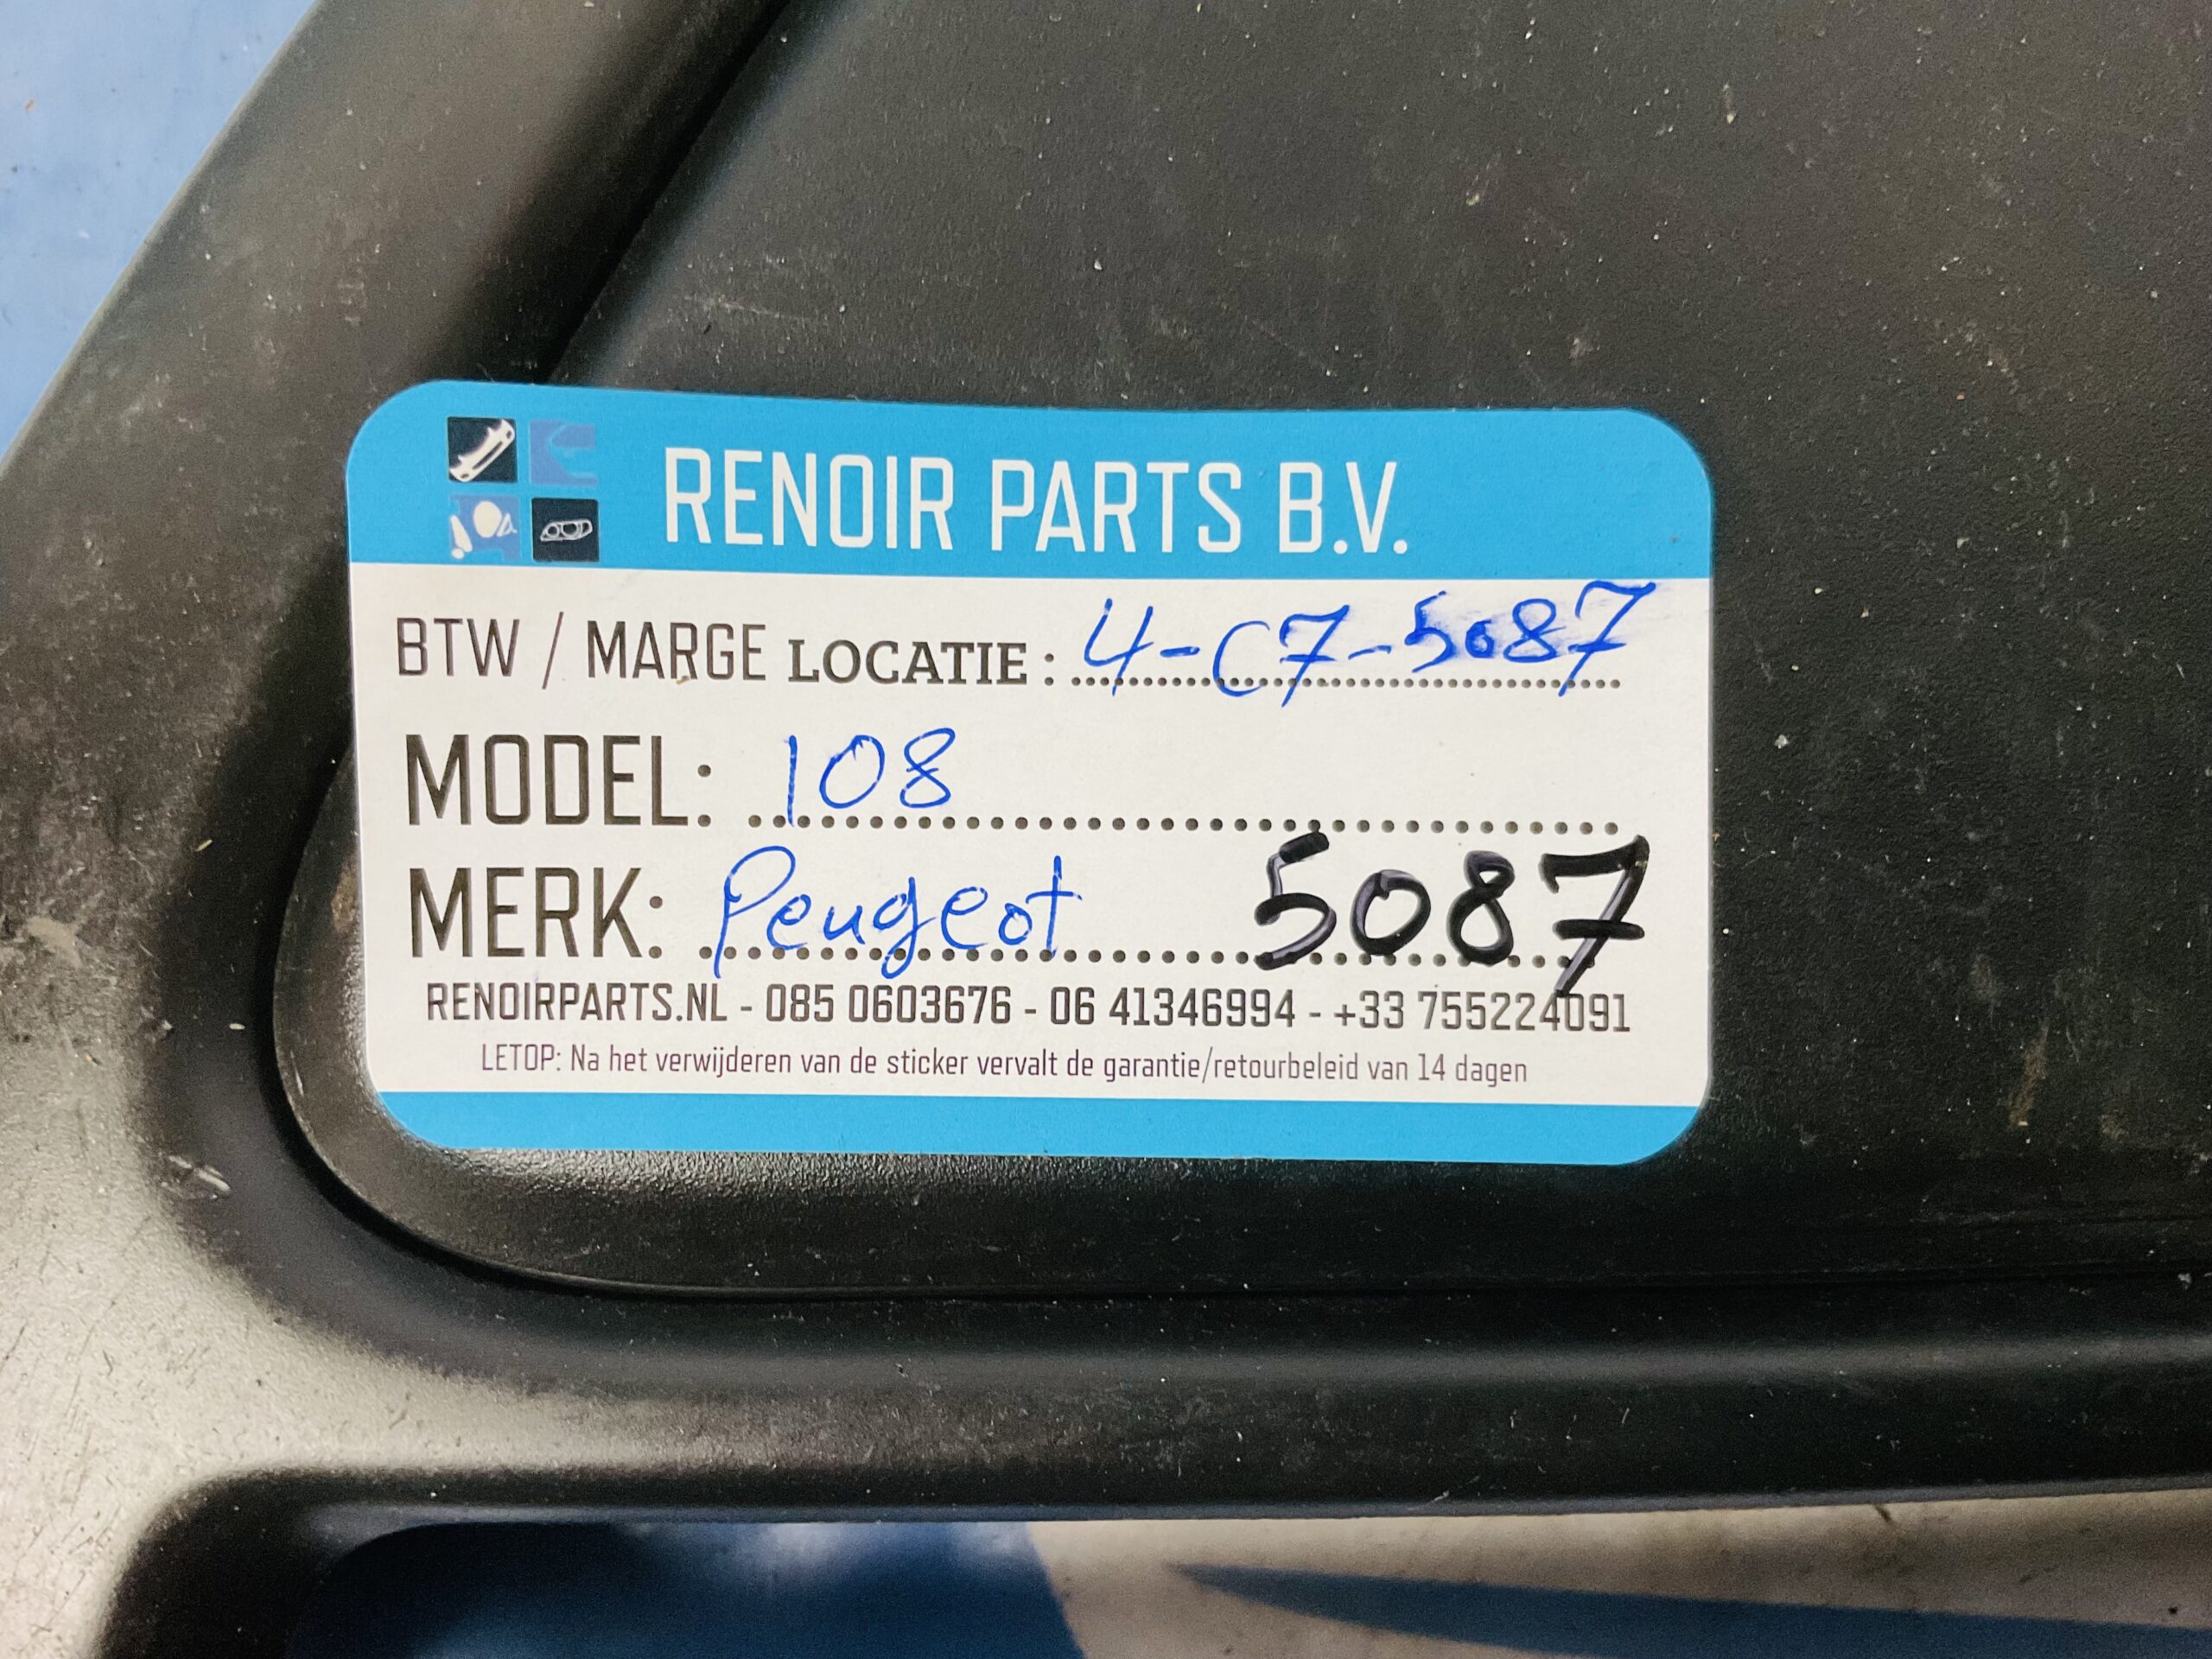 RENOIR PARTS B.V.
BTW / MARGE LOCATIE : 4-C7-5087
MODEL: 108
MERK: Peugeot 5087
RENOIRPARTS.NL - 085 0603676 - 06 41346994 - +33 755224091
LETOP: Na het verwijderen van de sticker vervalt de garantie/retourbeleid van 14 dagen